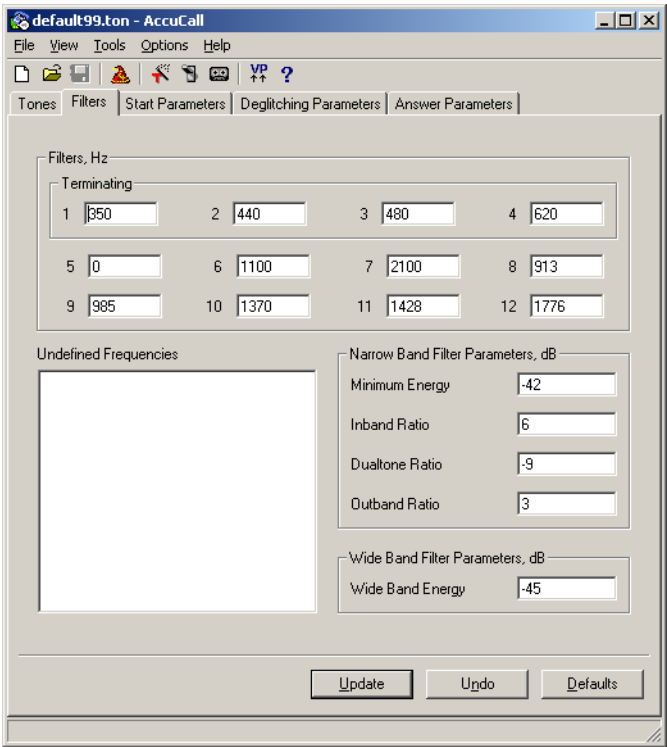 default99.ton - AccuCall
File View Tools Options Help
VP ?
Tones Filters Start Parameters Deglitching Parameters Answer Parameters
Filters, Hz
Terminating
1 350 2 440 3 480 4 620
5 0 6 1100 7 2100 8 913
9 985 10 1370 11 1428 12 1776
Undefined Frequencies
Narrow Band Filter Parameters, dB
Minimum Energy -42
Inband Ratio 6
Dualtone Ratio -9
Outband Ratio 3
Wide Band Filter Parameters, dB
Wide Band Energy -45
Update Undo Defaults